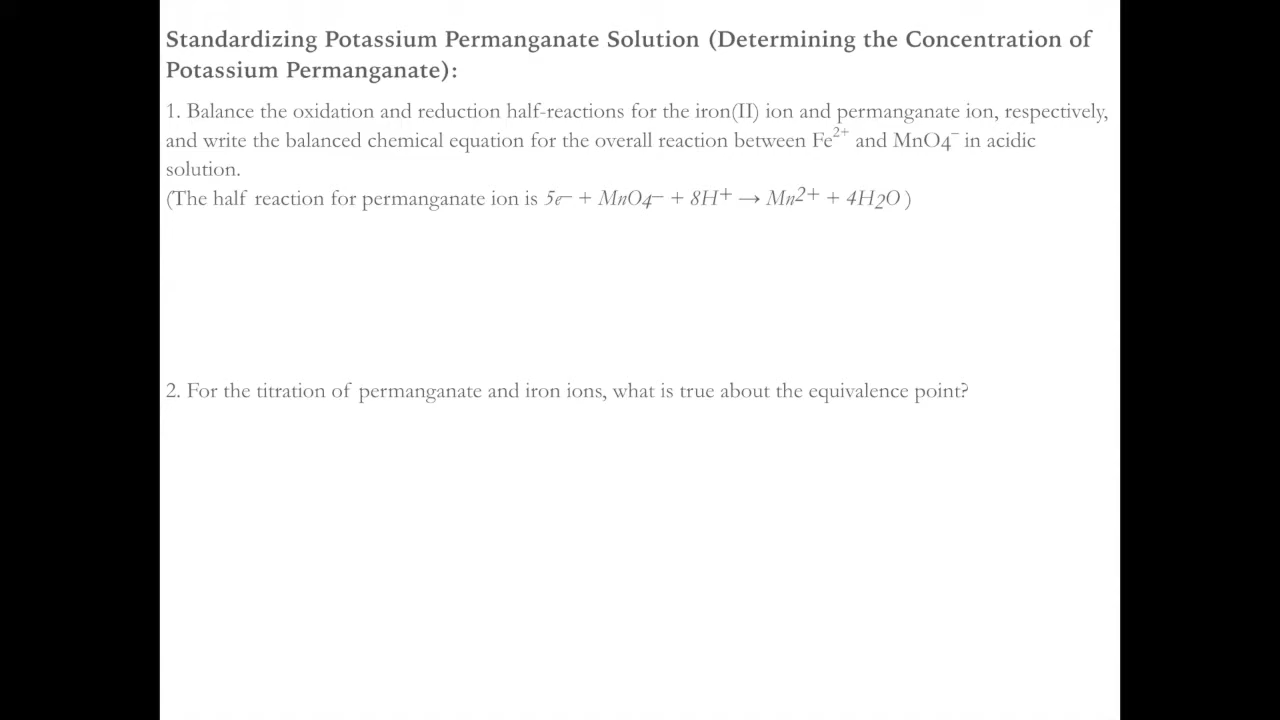 Standardizing Potassium Permanganate Solution (Determining the Concentration of
Potassium Permanganate):
1. Balance the oxidation and reduction half-reactions for the iron(II) ion and permanganate ion, respectively,
and write the balanced chemical equation for the overall reaction between Fe²⁺ and MnO4⁻ in acidic
solution.
(The half reaction for permanganate ion is 5e− + MnO4− + 8H+ → Mn2+ + 4H2O )
2. For the titration of permanganate and iron ions, what is true about the equivalence point?